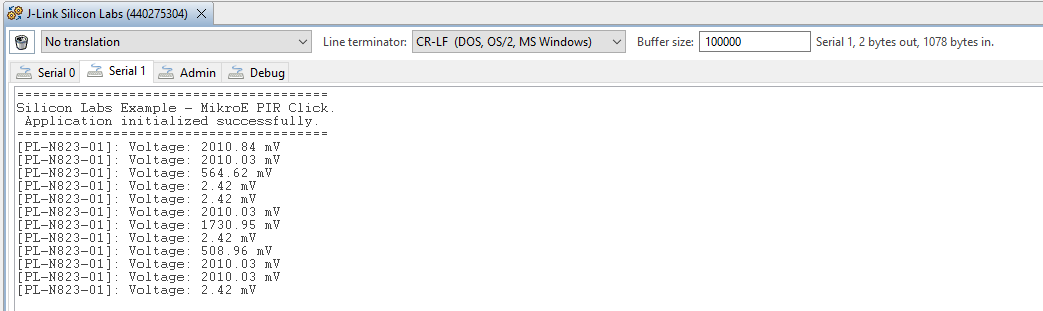 J-Link Silicon Labs (440275304)
No translation Line terminator: CR-LF (DOS, OS/2, MS Windows) Buffer size: 100000 Serial 1, 2 bytes out, 1078 bytes in.
Serial 0 Serial 1 Admin Debug
=======================================
Silicon Labs Example - MikroE PIR Click.
Application initialized successfully.
=======================================
[PL-N823-01]: Voltage: 2010.84 mV
[PL-N823-01]: Voltage: 2010.03 mV
[PL-N823-01]: Voltage: 564.62 mV
[PL-N823-01]: Voltage: 2.42 mV
[PL-N823-01]: Voltage: 2.42 mV
[PL-N823-01]: Voltage: 2010.03 mV
[PL-N823-01]: Voltage: 1730.95 mV
[PL-N823-01]: Voltage: 2.42 mV
[PL-N823-01]: Voltage: 508.96 mV
[PL-N823-01]: Voltage: 2010.03 mV
[PL-N823-01]: Voltage: 2010.03 mV
[PL-N823-01]: Voltage: 2.42 mV